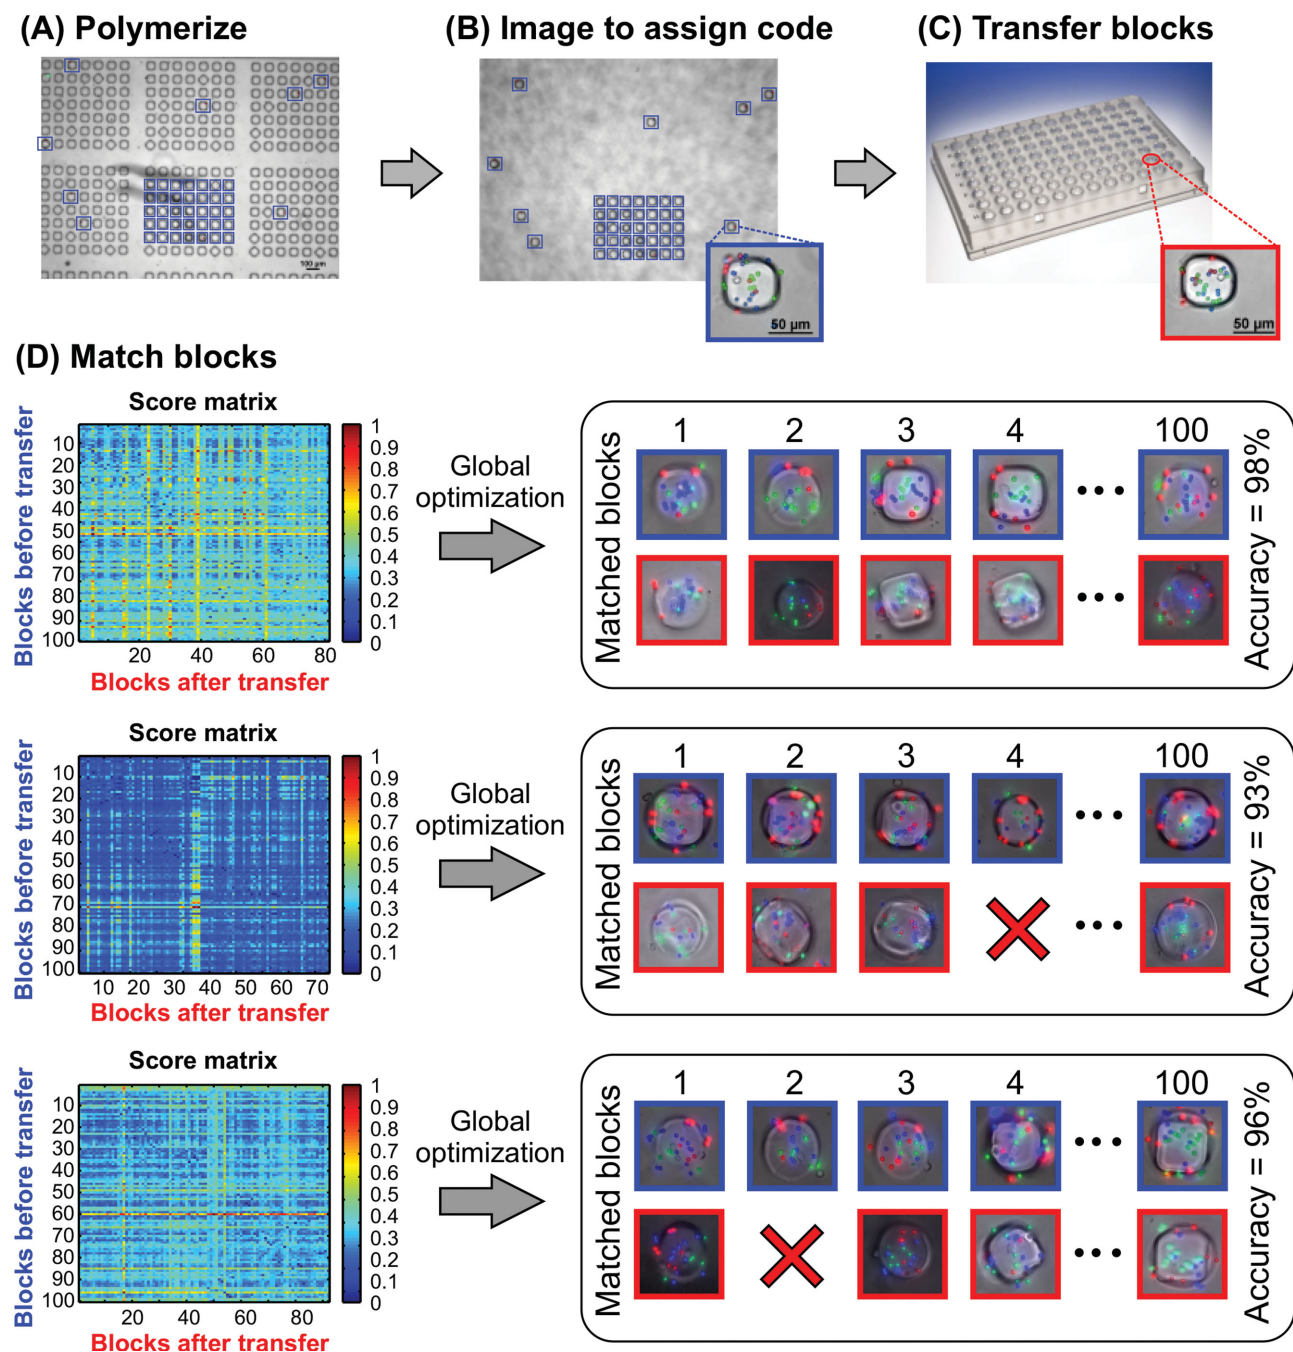 (A) Polymerize
(B) Image to assign code
(C) Transfer blocks
100 µm
50 µm
50 µm
(D) Match blocks
Score matrix
Blocks before transfer
10
20
30
40
50
60
70
80
90
100
20 40 60 80
Blocks after transfer
1
0.9
0.8
0.7
0.6
0.5
0.4
0.3
0.2
0.1
0
Global
optimization
Matched blocks
1 2 3 4 ••• 100
•••
Accuracy = 98%
Score matrix
Blocks before transfer
10
20
30
40
50
60
70
80
90
100
10 20 30 40 50 60 70
Blocks after transfer
1
0.9
0.8
0.7
0.6
0.5
0.4
0.3
0.2
0.1
0
Global
optimization
Matched blocks
1 2 3 4 ••• 100
•••
Accuracy = 93%
Score matrix
Blocks before transfer
10
20
30
40
50
60
70
80
90
100
20 40 60 80
Blocks after transfer
1
0.9
0.8
0.7
0.6
0.5
0.4
0.3
0.2
0.1
0
Global
optimization
Matched blocks
1 2 3 4 ••• 100
•••
Accuracy = 96%